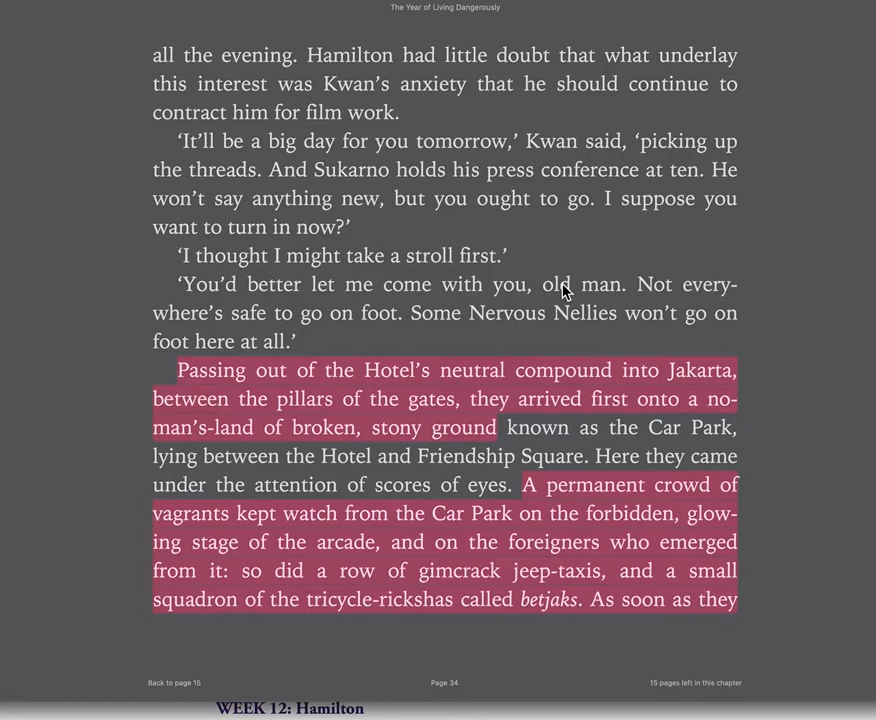 The Year of Living Dangerously
all the evening. Hamilton had little doubt that what underlay
this interest was Kwan’s anxiety that he should continue to
contract him for film work.
‘It’ll be a big day for you tomorrow,’ Kwan said, ‘picking up
the threads. And Sukarno holds his press conference at ten. He
won’t say anything new, but you ought to go. I suppose you
want to turn in now?’
‘I thought I might take a stroll first.’
‘You’d better let me come with you, old man. Not every-
where’s safe to go on foot. Some Nervous Nellies won’t go on
foot here at all.’
Passing out of the Hotel’s neutral compound into Jakarta,
between the pillars of the gates, they arrived first onto a no-
man’s-land of broken, stony ground known as the Car Park,
lying between the Hotel and Friendship Square. Here they came
under the attention of scores of eyes. A permanent crowd of
vagrants kept watch from the Car Park on the forbidden, glow-
ing stage of the arcade, and on the foreigners who emerged
from it: so did a row of gimcrack jeep-taxis, and a small
squadron of the tricycle-rickshas called betjaks. As soon as they
Back to page 15
Page 34
15 pages left in this chapter
WEEK 12: Hamilton